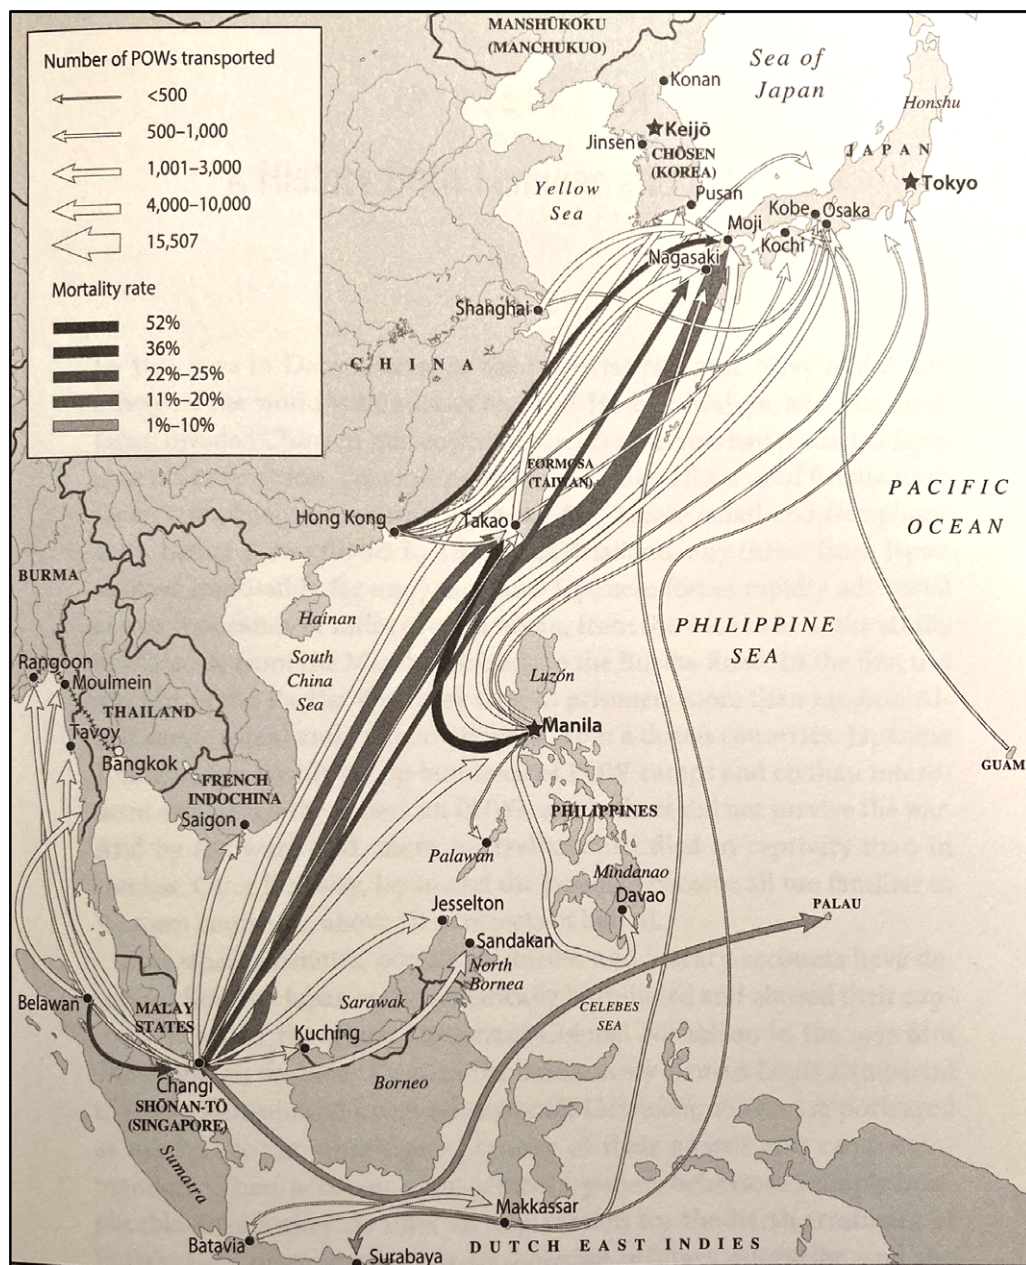 Number of POWs transported
<500
500–1,000
1,001–3,000
4,000–10,000
15,507
Mortality rate
52%
36%
22%–25%
11%–20%
1%–10%
MANSHŪKOKU
(MANCHUKUO)
Sea of
Japan
Konan
Honshu
Keijō
Jinsen
CHŌSEN
(KOREA)
JAPAN
Tokyo
Yellow
Sea
Pusan
Kobe
Osaka
Moji
Kochi
Nagasaki
Shanghai
CHINA
FORMOSA
(TAIWAN)
PACIFIC
OCEAN
Hong Kong
Takao
BURMA
Hainan
PHILIPPINE
SEA
South
China
Sea
Rangoon
Moulmein
Luzón
THAILAND
Manila
Tavoy
Bangkok
GUAM
FRENCH
INDOCHINA
Saigon
PHILIPPINES
Palawan
Mindanao
Davao
Jesselton
PALAU
Sandakan
North
Bornea
Belawan
MALAY
STATES
Sarawak
CELEBES
SEA
Kuching
Changi
Borneo
SHŌNAN-TŌ
(SINGAPORE)
Sumatra
Makkassar
Batavia
Surabaya
DUTCH EAST INDIES